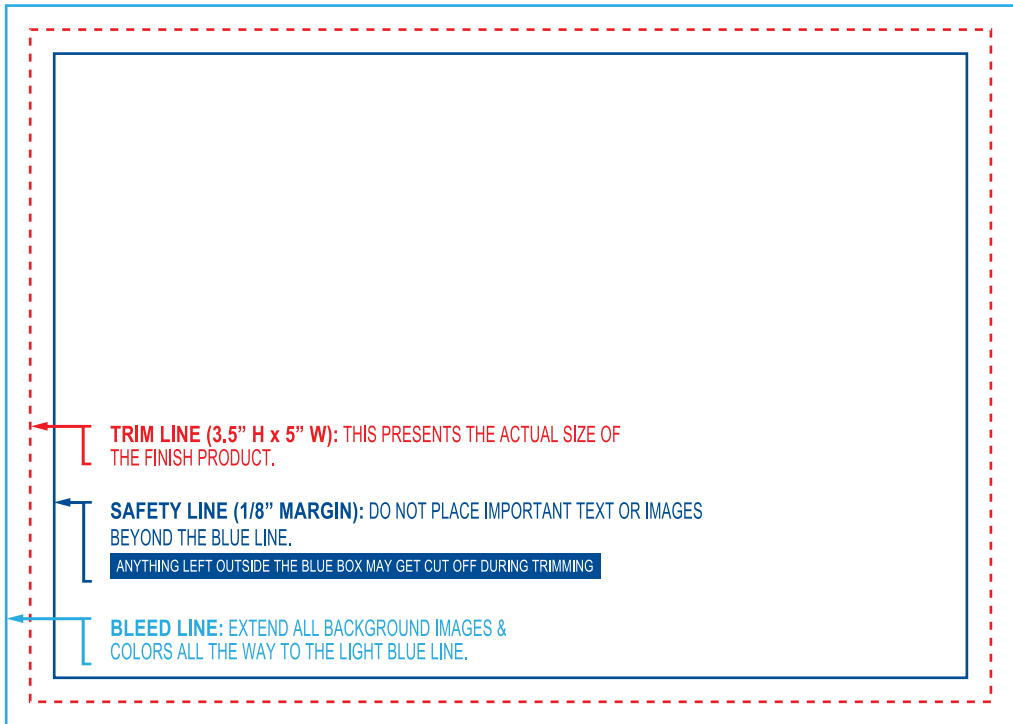 TRIM LINE (3.5” H x 5” W): THIS PRESENTS THE ACTUAL SIZE OF
THE FINISH PRODUCT.
SAFETY LINE (1/8” MARGIN): DO NOT PLACE IMPORTANT TEXT OR IMAGES
BEYOND THE BLUE LINE.
ANYTHING LEFT OUTSIDE THE BLUE BOX MAY GET CUT OFF DURING TRIMMING
BLEED LINE: EXTEND ALL BACKGROUND IMAGES &
COLORS ALL THE WAY TO THE LIGHT BLUE LINE.